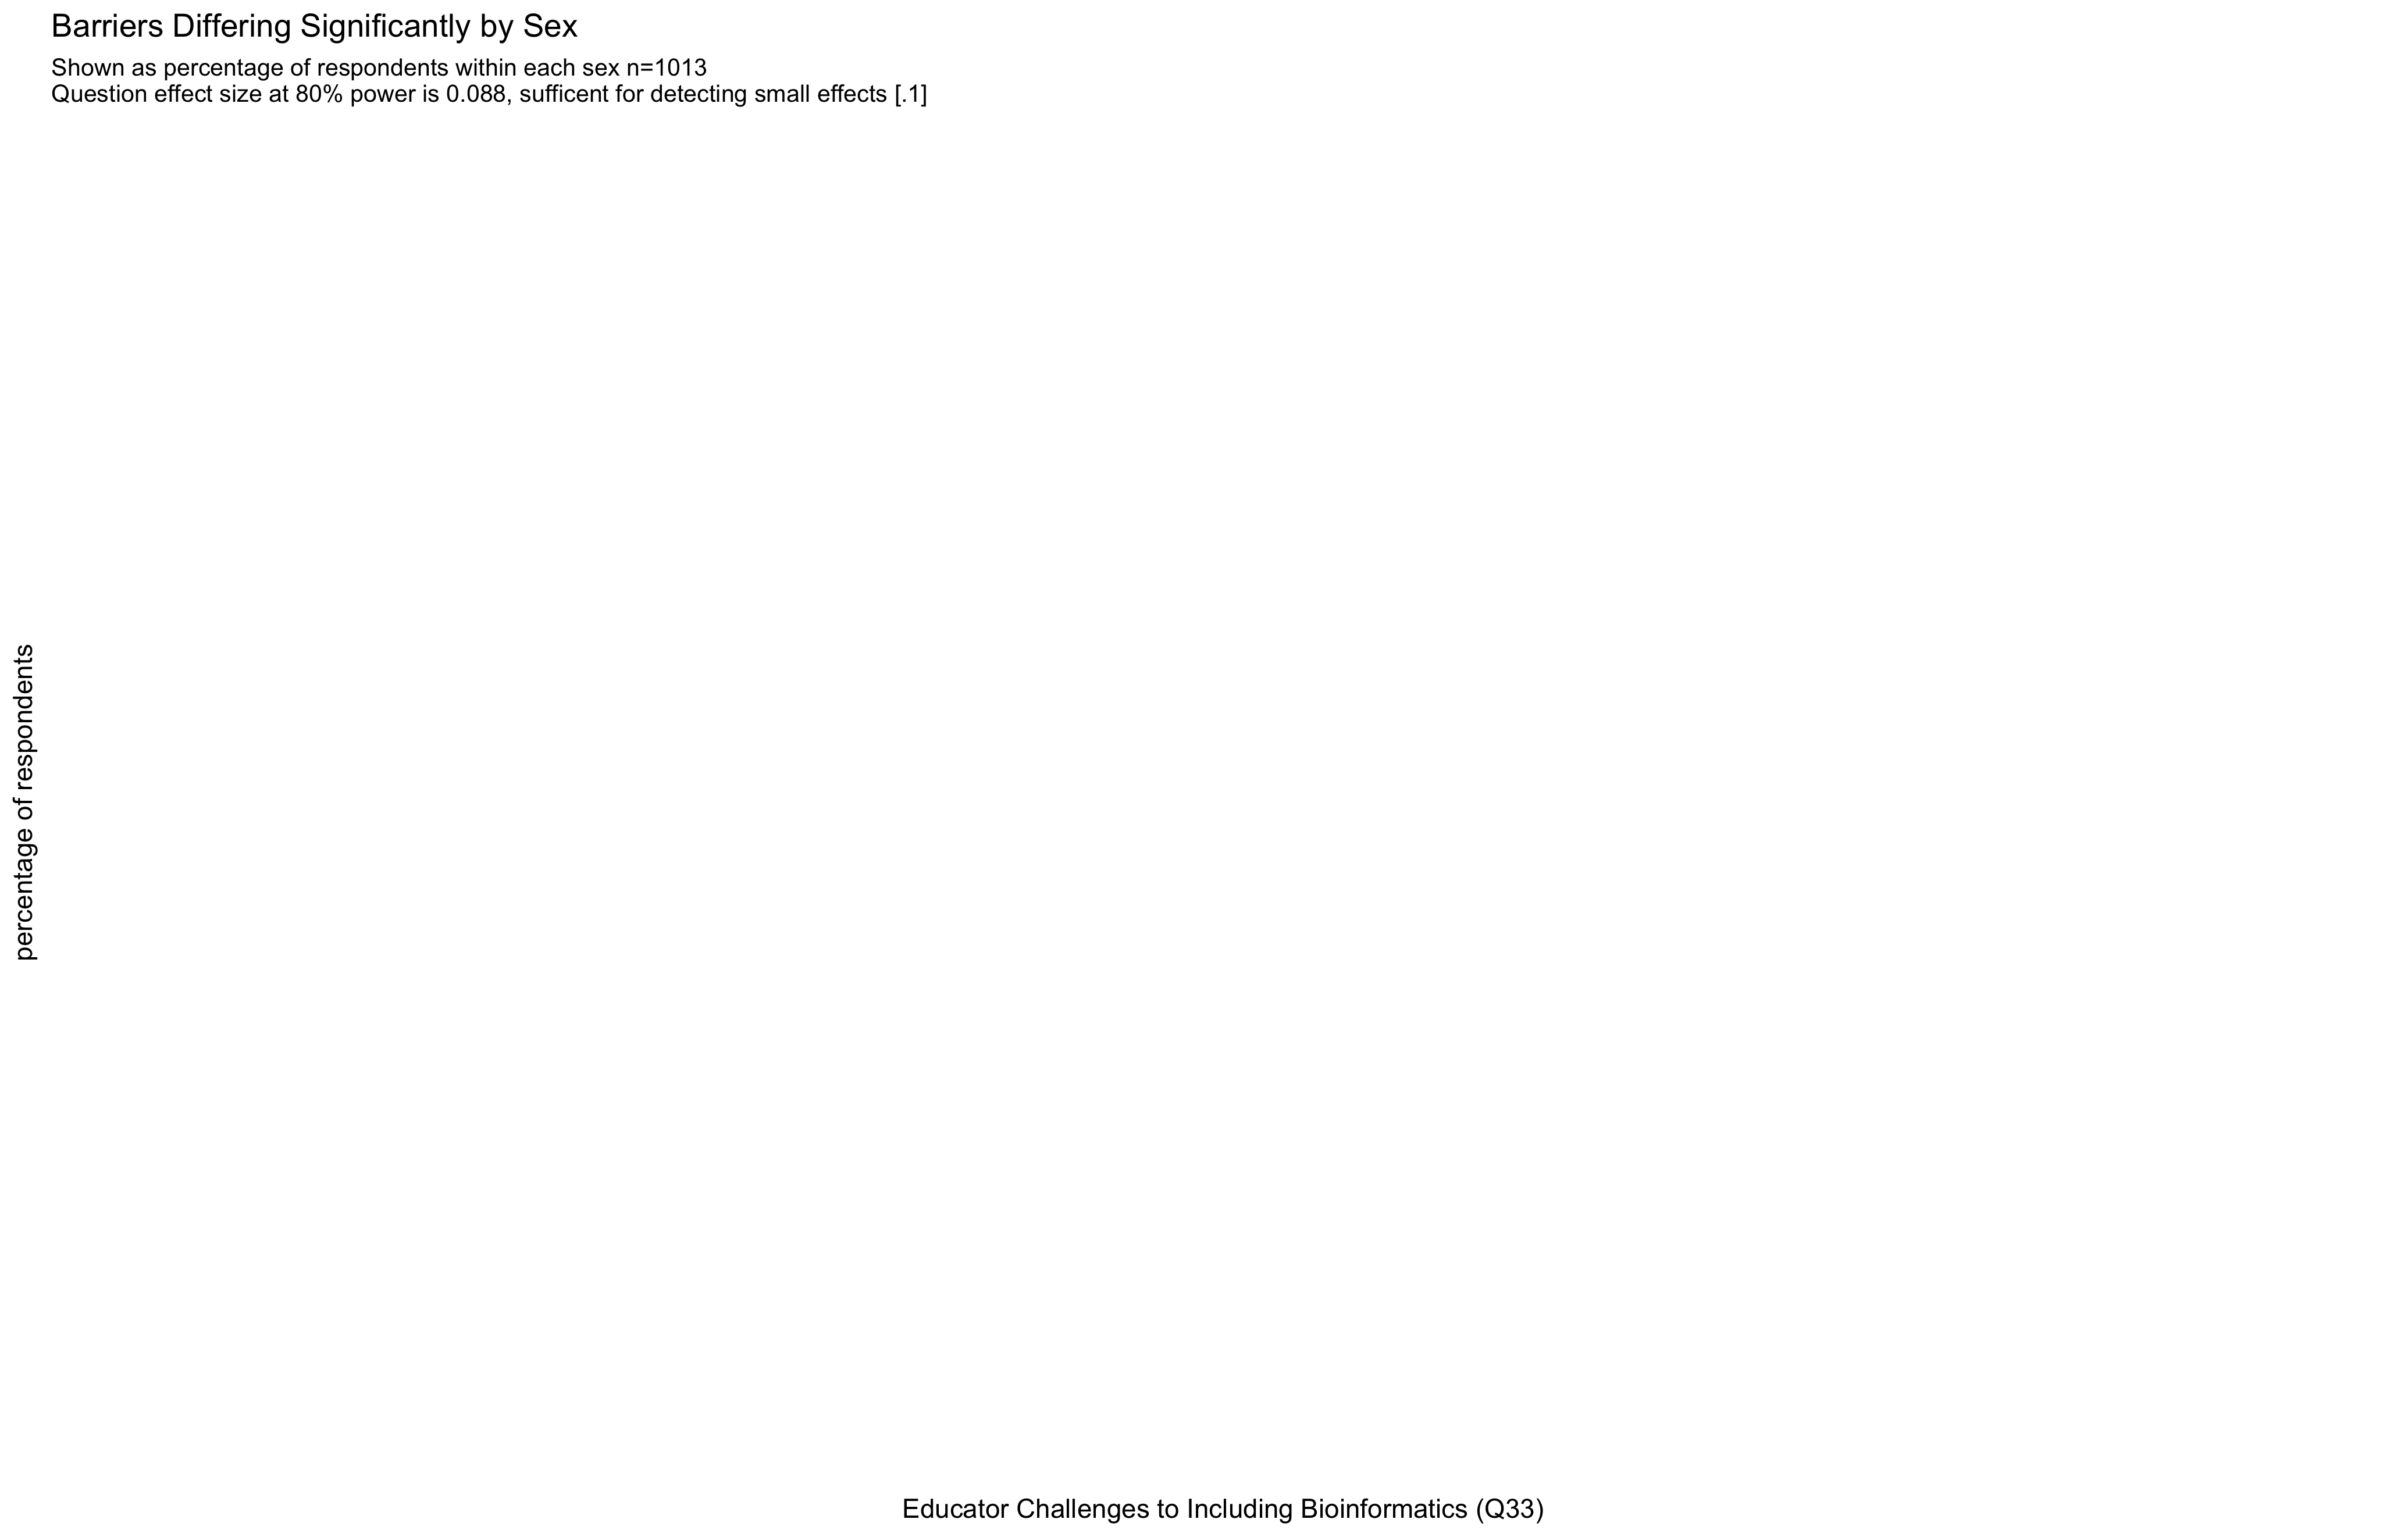 Barriers Differing Significantly by Sex
Shown as percentage of respondents within each sex n=1013
Question effect size at 80% power is 0.088, sufficent for detecting small effects [.1]
percentage of respondents
Educator Challenges to Including Bioinformatics (Q33)